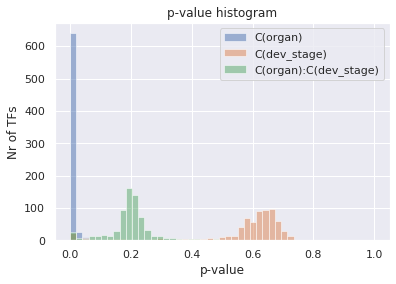 p-value histogram
C(organ)
C(dev_stage)
C(organ):C(dev_stage)
Nr of TFs
600
500
400
300
200
100
0
0.0 0.2 0.4 0.6 0.8 1.0
p-value